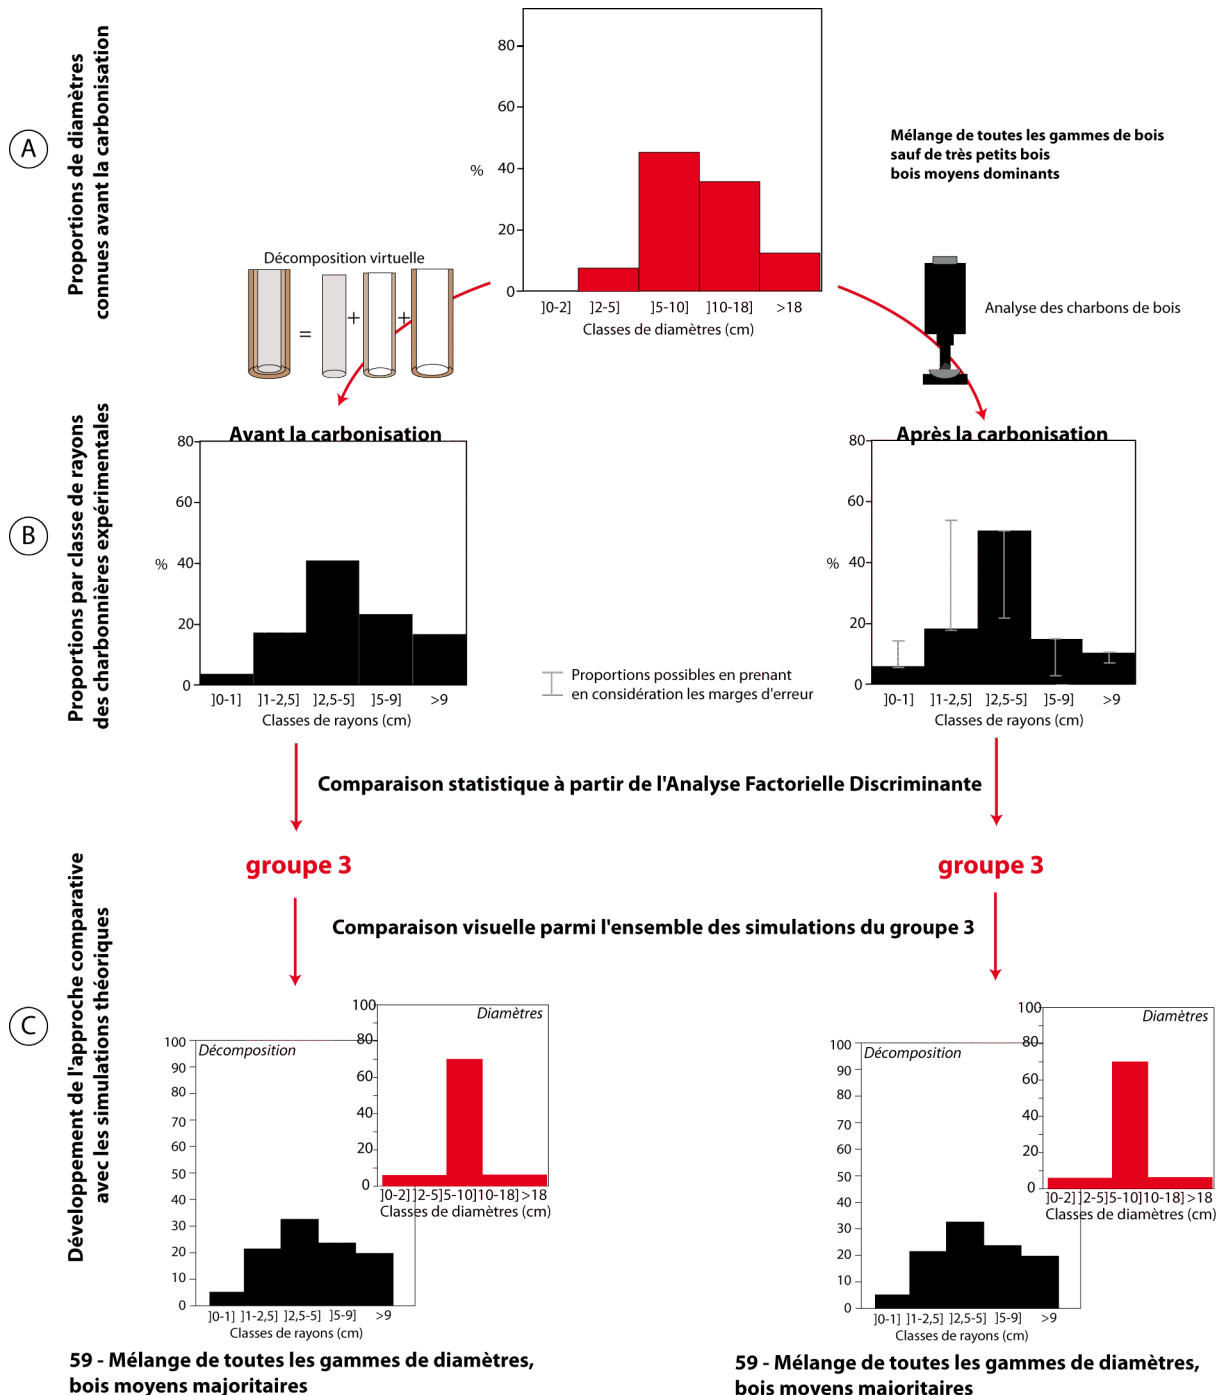 A
Proportions de diamètres
connues avant la carbonisation
80
60
%
40
20
0
]0-2] ]2-5] ]5-10] ]10-18] >18
Classes de diamètres (cm)
Mélange de toutes les gammes de bois
sauf de très petits bois
bois moyens dominants
Décomposition virtuelle
= + +
Analyse des charbons de bois
B
Proportions par classe de rayons
des charbonnières expérimentales
Avant la carbonisation
80
60
% 40
20
0
]0-1] ]1-2,5] ]2,5-5] ]5-9] >9
Classes de rayons (cm)
Proportions possibles en prenant
en considération les marges d'erreur
Après la carbonisation
80
60
% 40
20
0
]0-1] ]1-2,5] ]2,5-5] ]5-9] >9
Classes de rayons (cm)
Comparaison statistique à partir de l'Analyse Factorielle Discriminante
groupe 3
groupe 3
Comparaison visuelle parmi l'ensemble des simulations du groupe 3
C
Développement de l'approche comparative
avec les simulations théoriques
Décomposition
100
90
80
70
60
50
40
30
20
10
0
]0-1] ]1-2,5] ]2,5-5] ]5-9] >9
Classes de rayons (cm)
Diamètres
100
80
60
40
20
0
]0-2] ]2-5]]5-10]]10-18]>18
Classes de diamètres (cm)
59 - Mélange de toutes les gammes de diamètres,
bois moyens majoritaires
Décomposition
100
90
80
70
60
50
40
30
20
10
0
]0-1] ]1-2,5] ]2,5-5] ]5-9] >9
Classes de rayons (cm)
Diamètres
100
80
60
40
20
0
]0-2] ]2-5]]5-10]]10-18]>18
Classes de diamètres (cm)
59 - Mélange de toutes les gammes de diamètres,
bois moyens majoritaires